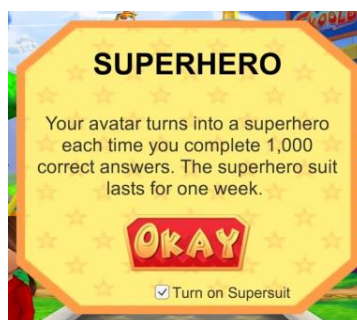 SUPERHERO
Your avatar turns into a superhero
each time you complete 1,000
correct answers. The superhero suit
lasts for one week.
OKAY
Turn on Supersuit